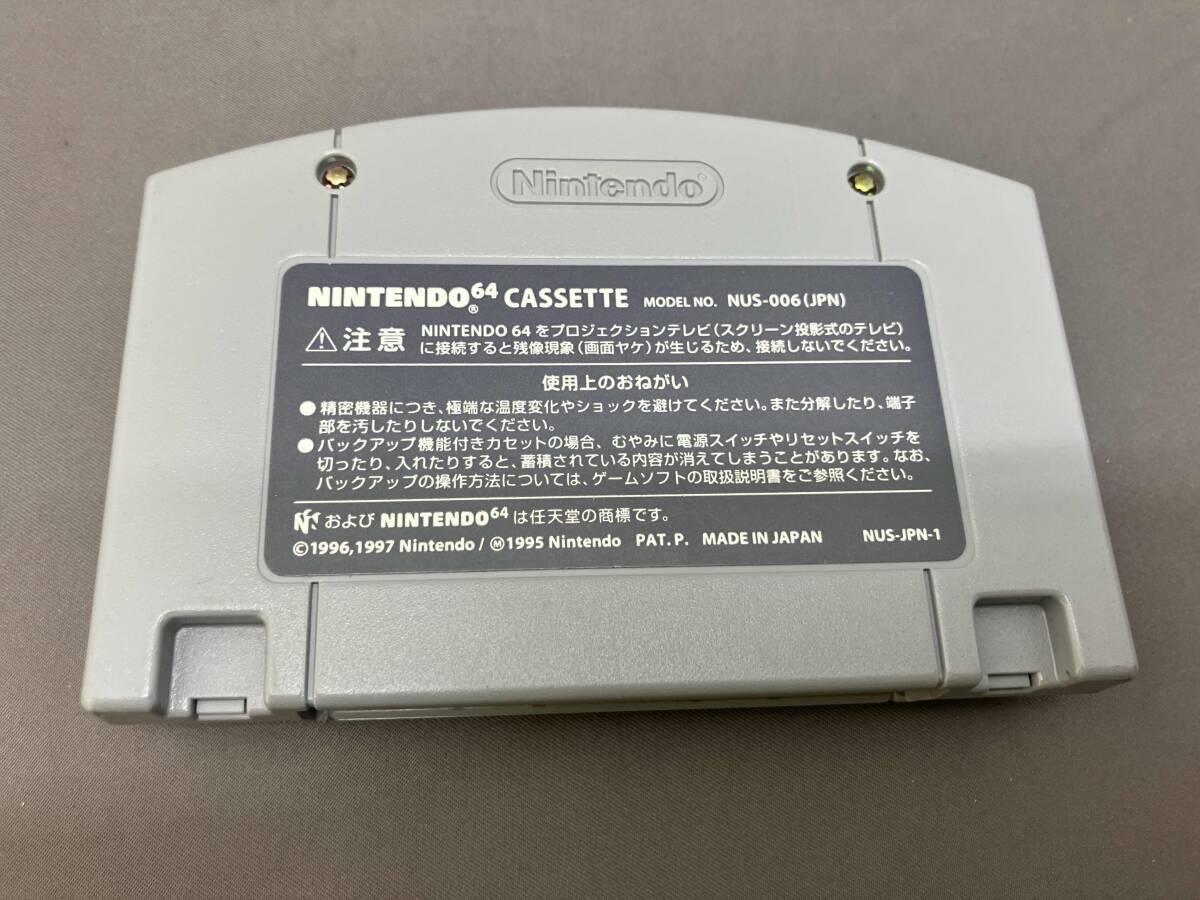 Nintendo®
NINTENDO64® CASSETTE MODEL NO. NUS-006(JPN)
⚠注意 NINTENDO 64をプロジェクションテレビ(スクリーン投影式のテレビ)
に接続すると残像現象(画面ヤケ)が生じるため、接続しないでください。
使用上のおねがい
●精密機器につき、極端な温度変化やショックを避けてください。また分解したり、端子
部を汚したりしないでください。
●バックアップ機能付きカセットの場合、むやみに電源スイッチやリセットスイッチを
切ったり、入れたりすると、蓄積されている内容が消えてしまうことがあります。なお、
バックアップの操作方法については、ゲームソフトの取扱説明書をご参照ください。
および NINTENDO64は任天堂の商標です。
©1996,1997 Nintendo/Ⓜ1995 Nintendo PAT.P. MADE IN JAPAN NUS-JPN-1